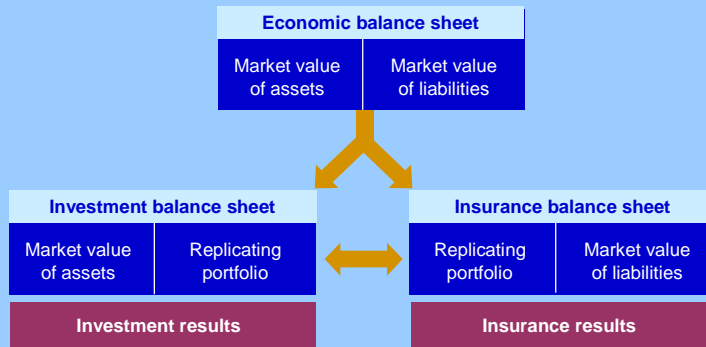 Economic balance sheet
Market value
of assets
Market value
of liabilities
Investment balance sheet
Market value
of assets
Replicating
portfolio
Investment results
Insurance balance sheet
Replicating
portfolio
Market value
of liabilities
Insurance results